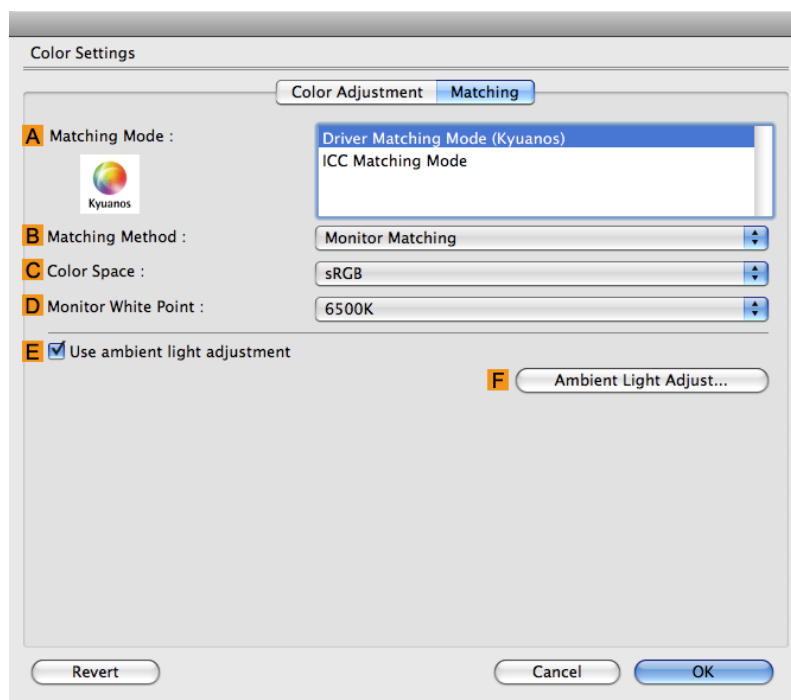 Color Settings
Color Adjustment Matching
A Matching Mode :
Driver Matching Mode (Kyuanos)
ICC Matching Mode
Kyuanos
B Matching Method : Monitor Matching
C Color Space : sRGB
D Monitor White Point : 6500K
E Use ambient light adjustment
F Ambient Light Adjust...
Revert Cancel OK